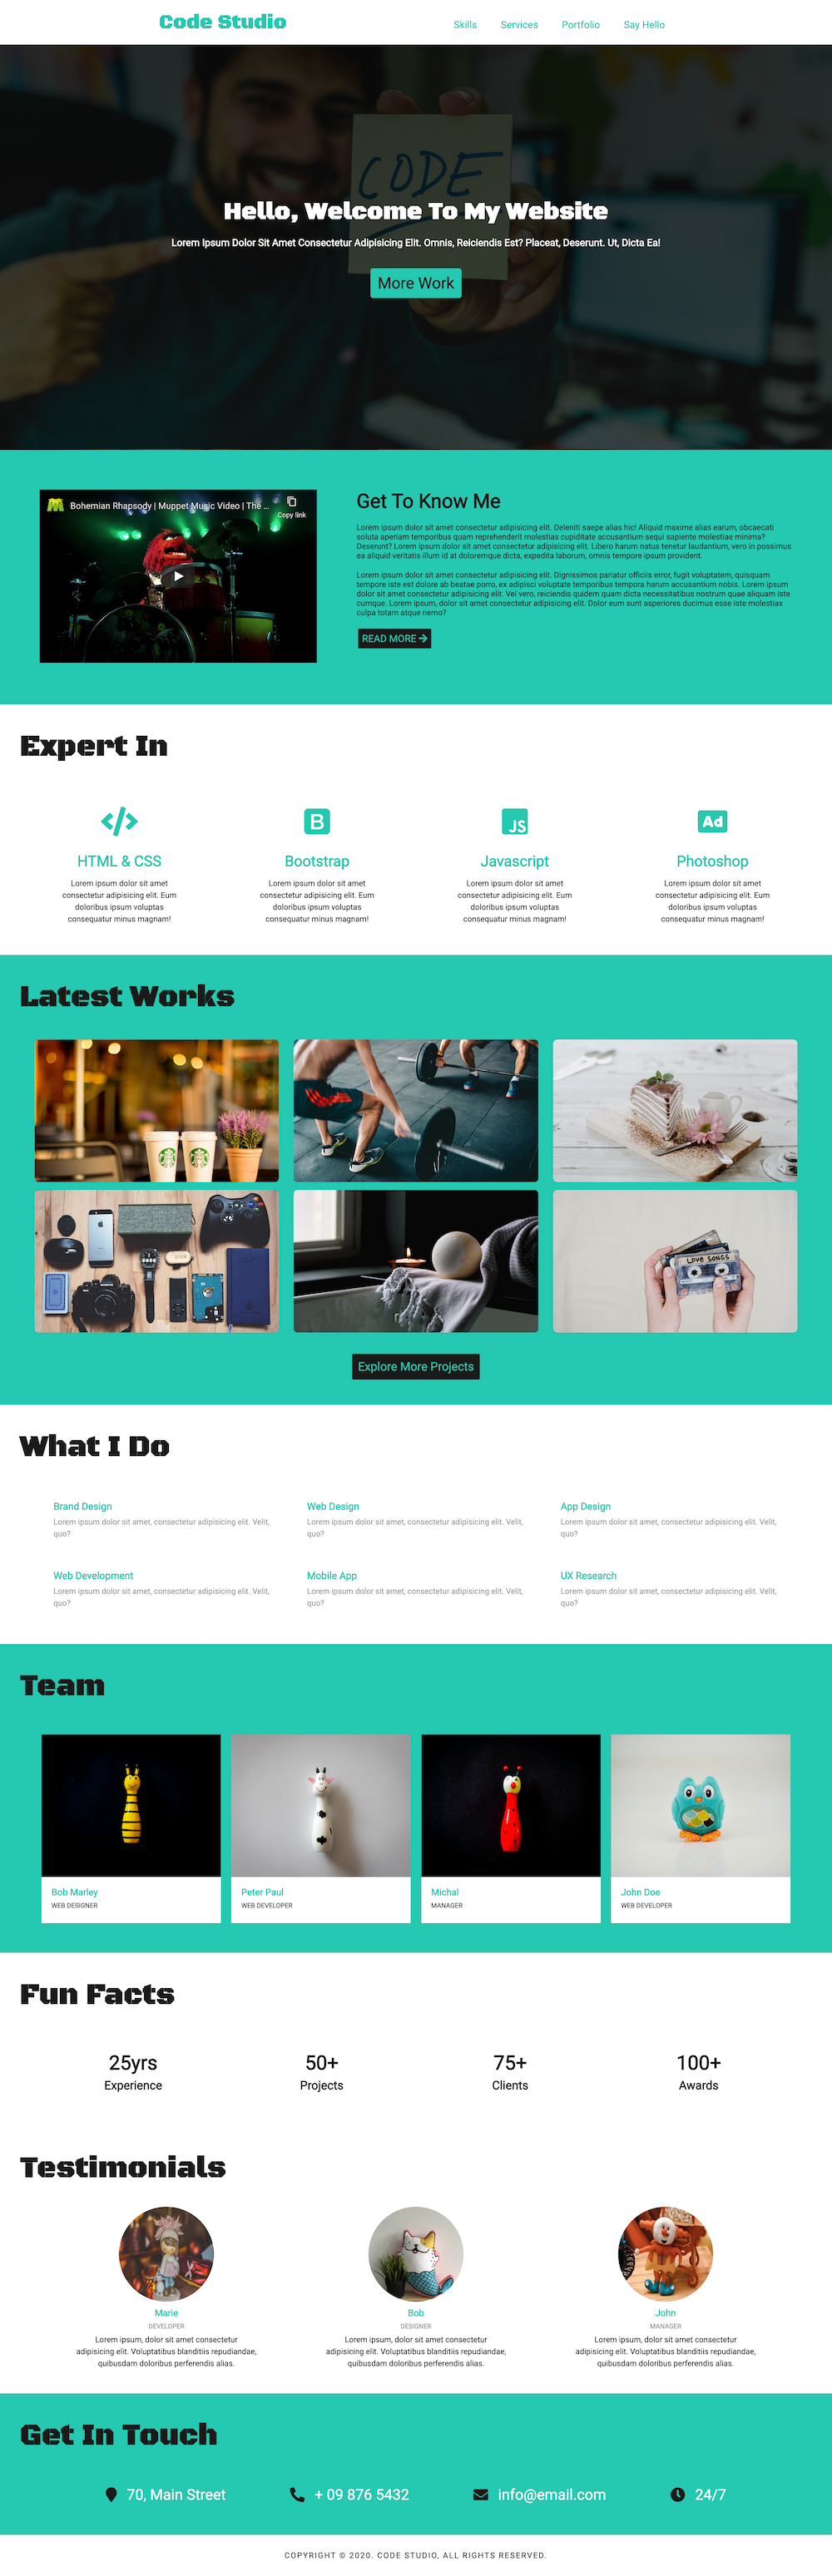 Code Studio
Skills Services Portfolio Say Hello
CODE
Hello, Welcome To My Website
Lorem Ipsum Dolor Sit Amet Consectetur Adipisicing Elit. Omnis, Reiciendis Est? Placeat, Deserunt. Ut, Dicta Ea!
More Work
Bohemian Rhapsody | Muppet Music Video | The ...
Copy link
Get To Know Me
Lorem ipsum dolor sit amet consectetur adipisicing elit. Deleniti saepe alias hic! Aliquid maxime alias earum, obcaecati
soluta aperiam temporibus quam reprehenderit molestias cupiditate accusantium sequi sapiente molestiae minima?
Deserunt? Lorem ipsum dolor sit amet consectetur adipisicing elit. Libero harum natus tenetur laudantium, vero in possimus
ea aliquid veritatis illum id at doloremque dicta, expedita laborum, omnis tempore ipsum provident.
Lorem ipsum dolor sit amet consectetur adipisicing elit. Dignissimos pariatur officiis error, fugit voluptatem, quisquam
tempore iste est dolore ab beatae porro, ex adipisci voluptate temporibus tempora harum accusantium nobis. Lorem ipsum
dolor sit amet consectetur adipisicing elit. Vel vero, reiciendis quidem quam dicta necessitatibus nostrum quae aliquam iste
cumque. Lorem ipsum, dolor sit amet consectetur adipisicing elit. Dolor eum sunt asperiores ducimus esse iste molestias
culpa totam atque nemo?
READ MORE
Expert In
B
JS
Ad
HTML & CSS
Lorem ipsum dolor sit amet
consectetur adipisicing elit. Eum
doloribus ipsum voluptas
consequatur minus magnam!
Bootstrap
Lorem ipsum dolor sit amet
consectetur adipisicing elit. Eum
doloribus ipsum voluptas
consequatur minus magnam!
Javascript
Lorem ipsum dolor sit amet
consectetur adipisicing elit. Eum
doloribus ipsum voluptas
consequatur minus magnam!
Photoshop
Lorem ipsum dolor sit amet
consectetur adipisicing elit. Eum
doloribus ipsum voluptas
consequatur minus magnam!
Latest Works
LOVE SONGS
Explore More Projects
What I Do
Brand Design
Lorem ipsum dolor sit amet, consectetur adipisicing elit. Velit,
quo?
Web Design
Lorem ipsum dolor sit amet, consectetur adipisicing elit. Velit,
quo?
App Design
Lorem ipsum dolor sit amet, consectetur adipisicing elit. Velit,
quo?
Web Development
Lorem ipsum dolor sit amet, consectetur adipisicing elit. Velit,
quo?
Mobile App
Lorem ipsum dolor sit amet, consectetur adipisicing elit. Velit,
quo?
UX Research
Lorem ipsum dolor sit amet, consectetur adipisicing elit. Velit,
quo?
Team
Bob Marley
WEB DESIGNER
Peter Paul
WEB DEVELOPER
Michal
MANAGER
John Doe
WEB DEVELOPER
Fun Facts
25yrs
Experience
50+
Projects
75+
Clients
100+
Awards
Testimonials
Marie
DEVELOPER
Lorem ipsum, dolor sit amet consectetur
adipisicing elit. Voluptatibus blanditiis repudiandae,
quibusdam doloribus perferendis alias.
Bob
DESIGNER
Lorem ipsum, dolor sit amet consectetur
adipisicing elit. Voluptatibus blanditiis repudiandae,
quibusdam doloribus perferendis alias.
John
MANAGER
Lorem ipsum, dolor sit amet consectetur
adipisicing elit. Voluptatibus blanditiis repudiandae,
quibusdam doloribus perferendis alias.
Get In Touch
70, Main Street
+ 09 876 5432
info@email.com
24/7
COPYRIGHT © 2020. CODE STUDIO, ALL RIGHTS RESERVED.